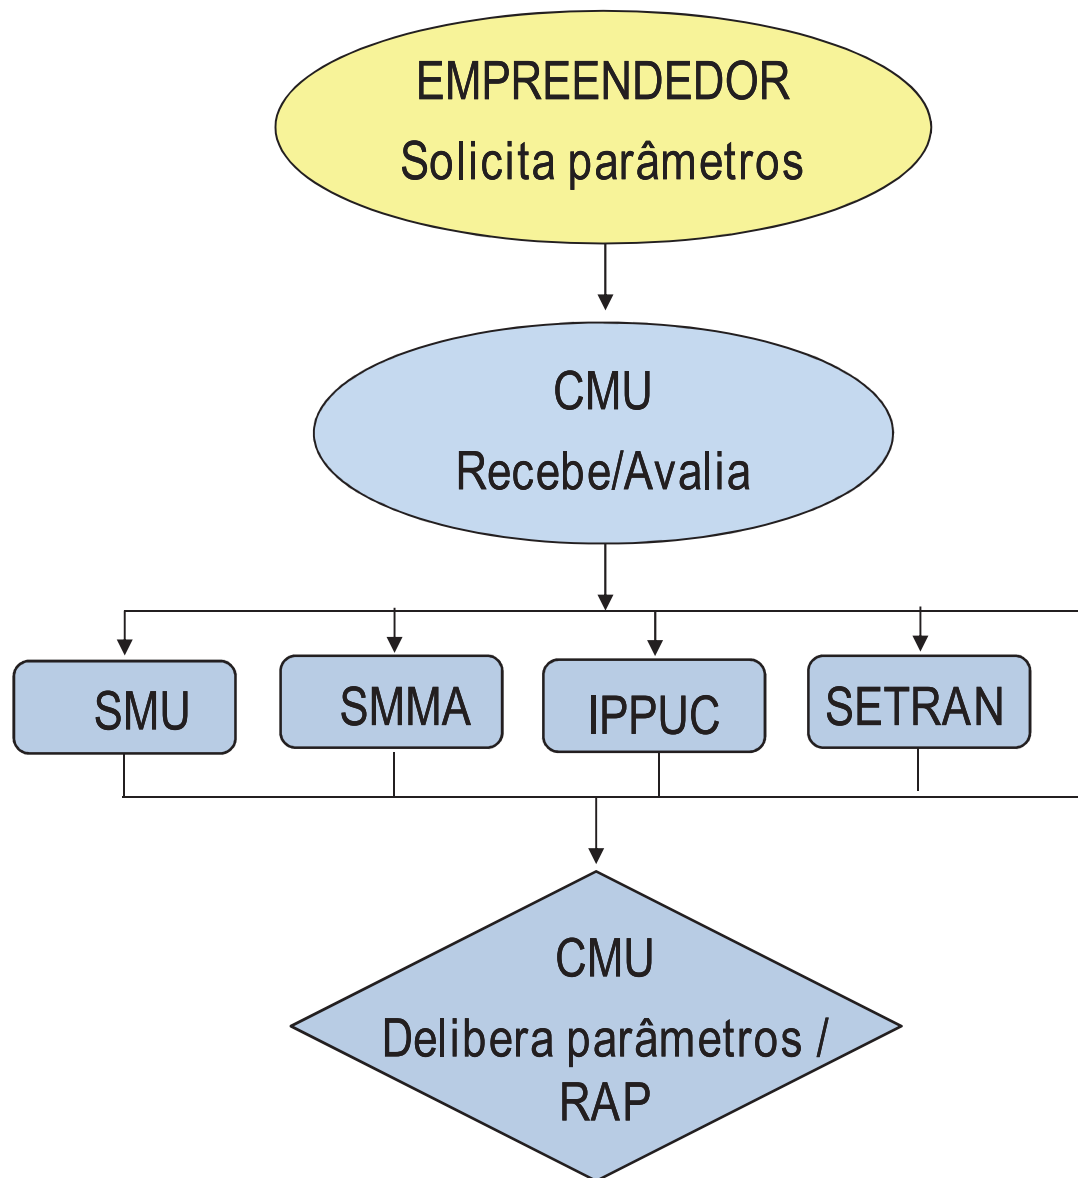 EMPREENDEDOR
Solicita parâmetros
CMU
Recebe/Avalia
SMU
SMMA
IPPUC
SETRAN
CMU
Delibera parâmetros /
RAP